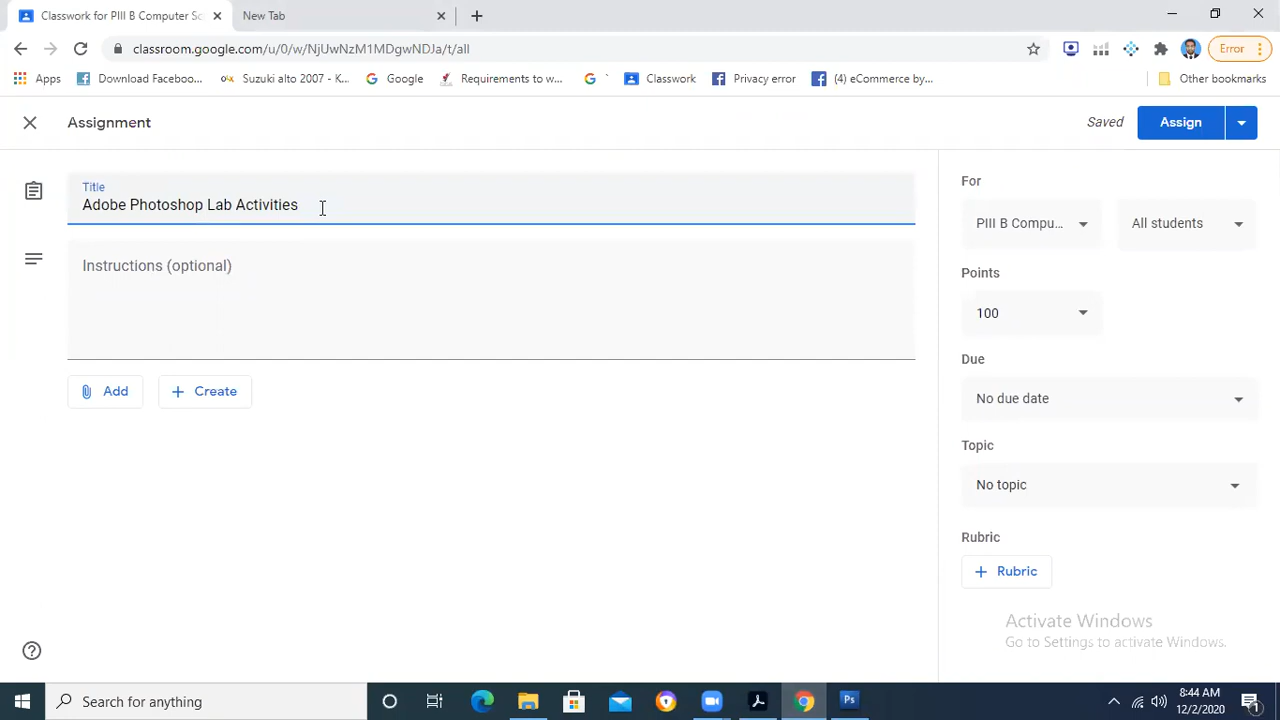 Classwork for PIII B Computer Sc
New Tab
classroom.google.com/u/0/w/NjUwNzM1MDgwNDJa/t/all
Error
Apps
Download Faceboo...
Suzuki alto 2007 - K...
Google
Requirements to w...
`
Classwork
Privacy error
(4) eCommerce by...
Other bookmarks
Assignment
Saved
Assign
Title
Adobe Photoshop Lab Activities
Instructions (optional)
Add
Create
For
PIII B Compu...
All students
Points
100
Due
No due date
Topic
No topic
Rubric
Rubric
Activate Windows
Go to Settings to activate Windows.
Search for anything
Ps
8:44 AM
12/2/2020
1